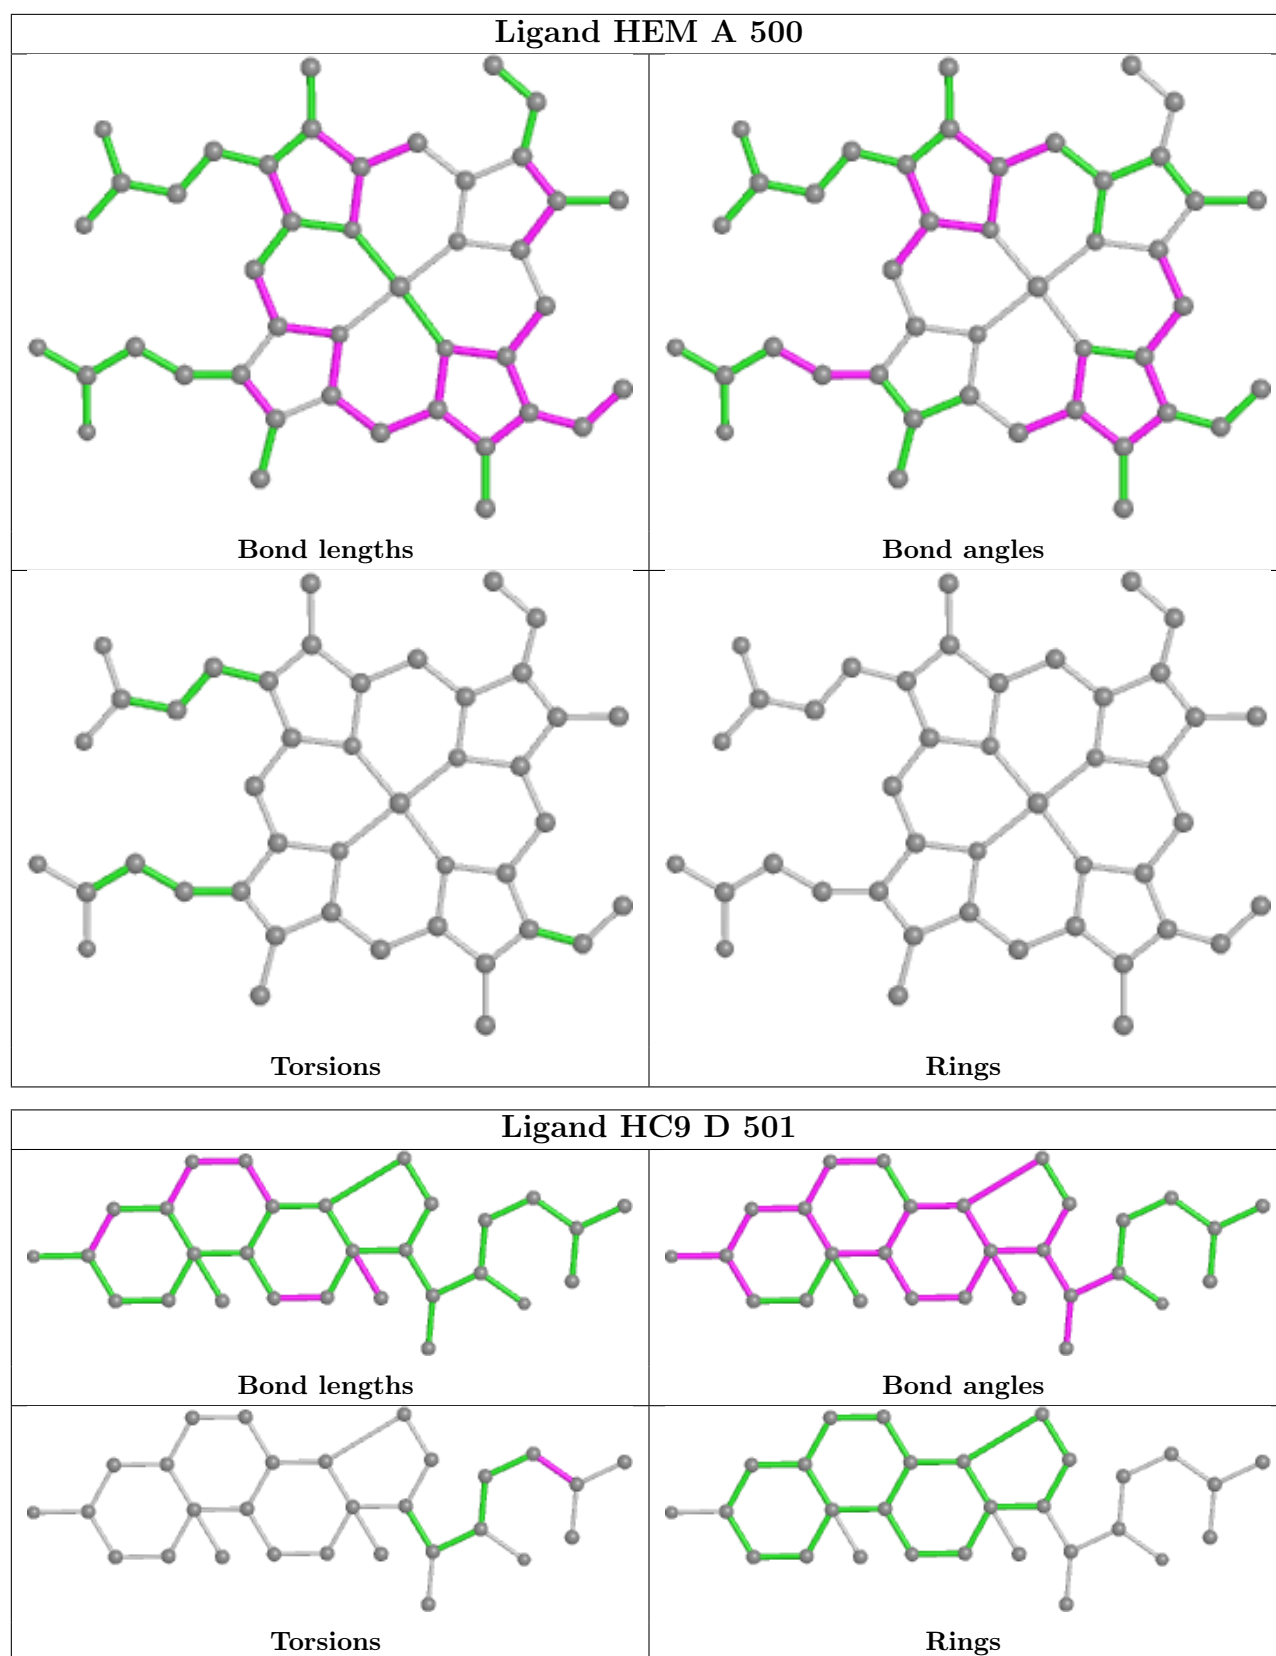 Ligand HEM A 500
Bond lengths
Bond angles
Torsions
Rings
Ligand HC9 D 501
Bond lengths
Bond angles
Torsions
Rings